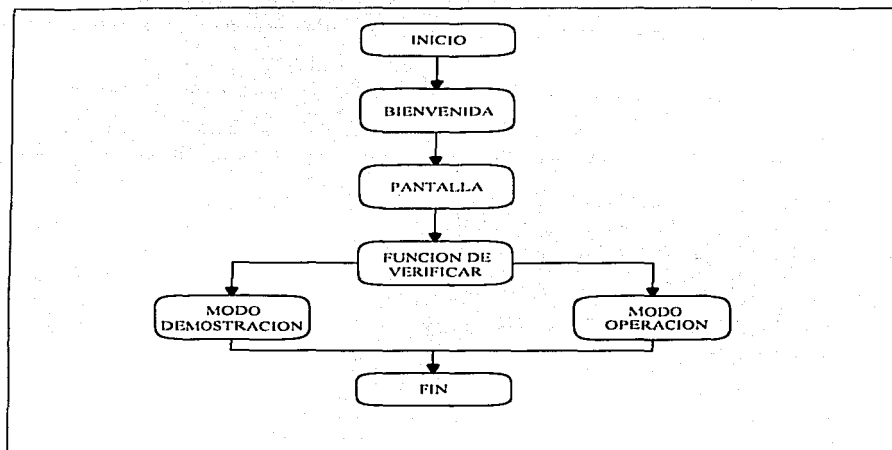 INICIO
BIENVENIDA
PANTALLA
FUNCION DE
VERIFICAR
MODO
DEMOSTRACION
MODO
OPERACION
FIN